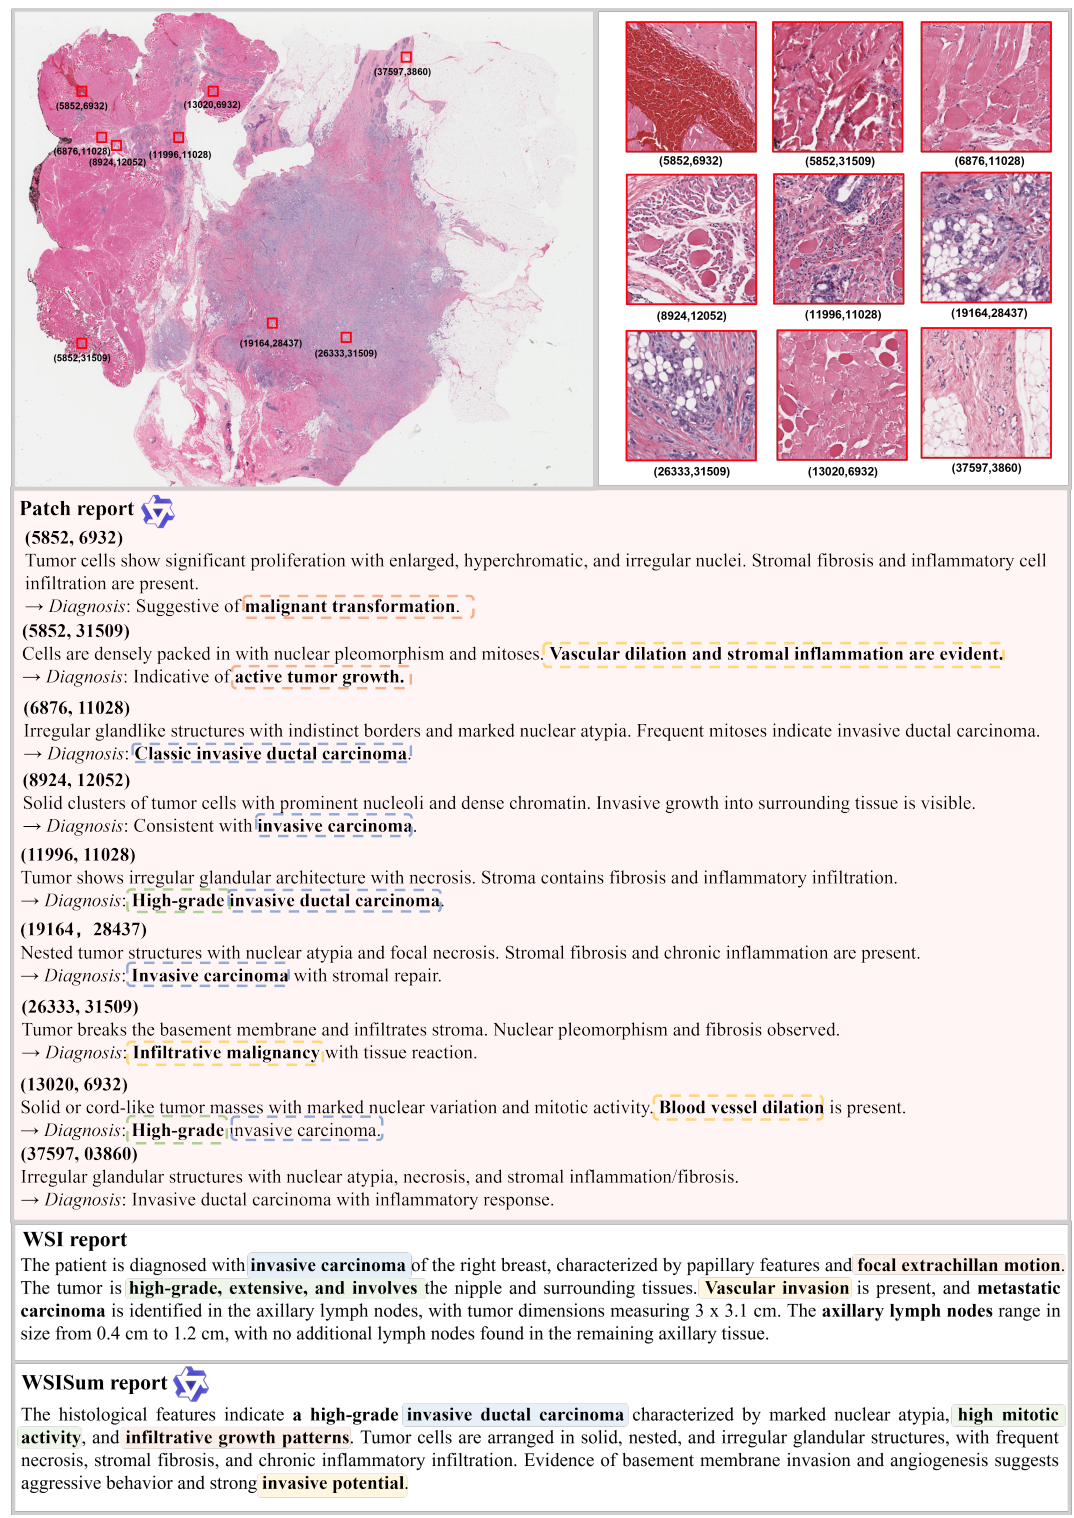 (37597,3860)
(5852,6932)
(13020,6932)
(6876,11028)
(11996,11028)
(8924,12052)
(19164,28437)
(26333,31509)
(5852,31509)
(5852,6932)
(5852,31509)
(6876,11028)
(8924,12052)
(11996,11028)
(19164,28437)
(26333,31509)
(13020,6932)
(37597,3860)
Patch report
(5852, 6932)
Tumor cells show significant proliferation with enlarged, hyperchromatic, and irregular nuclei. Stromal fibrosis and inflammatory cell
infiltration are present.
→ Diagnosis: Suggestive of malignant transformation.
(5852, 31509)
Cells are densely packed in with nuclear pleomorphism and mitoses. Vascular dilation and stromal inflammation are evident.
→ Diagnosis: Indicative of active tumor growth.
(6876, 11028)
Irregular glandlike structures with indistinct borders and marked nuclear atypia. Frequent mitoses indicate invasive ductal carcinoma.
→ Diagnosis: Classic invasive ductal carcinoma.
(8924, 12052)
Solid clusters of tumor cells with prominent nucleoli and dense chromatin. Invasive growth into surrounding tissue is visible.
→ Diagnosis: Consistent with invasive carcinoma.
(11996, 11028)
Tumor shows irregular glandular architecture with necrosis. Stroma contains fibrosis and inflammatory infiltration.
→ Diagnosis: High-grade invasive ductal carcinoma.
(19164, 28437)
Nested tumor structures with nuclear atypia and focal necrosis. Stromal fibrosis and chronic inflammation are present.
→ Diagnosis: Invasive carcinoma with stromal repair.
(26333, 31509)
Tumor breaks the basement membrane and infiltrates stroma. Nuclear pleomorphism and fibrosis observed.
→ Diagnosis: Infiltrative malignancy with tissue reaction.
(13020, 6932)
Solid or cord-like tumor masses with marked nuclear variation and mitotic activity. Blood vessel dilation is present.
→ Diagnosis: High-grade invasive carcinoma.
(37597, 03860)
Irregular glandular structures with nuclear atypia, necrosis, and stromal inflammation/fibrosis.
→ Diagnosis: Invasive ductal carcinoma with inflammatory response.
WSI report
The patient is diagnosed with invasive carcinoma of the right breast, characterized by papillary features and focal extrachillan motion.
The tumor is high-grade, extensive, and involves the nipple and surrounding tissues. Vascular invasion is present, and metastatic
carcinoma is identified in the axillary lymph nodes, with tumor dimensions measuring 3 x 3.1 cm. The axillary lymph nodes range in
size from 0.4 cm to 1.2 cm, with no additional lymph nodes found in the remaining axillary tissue.
WSISum report
The histological features indicate a high-grade invasive ductal carcinoma characterized by marked nuclear atypia, high mitotic
activity, and infiltrative growth patterns. Tumor cells are arranged in solid, nested, and irregular glandular structures, with frequent
necrosis, stromal fibrosis, and chronic inflammatory infiltration. Evidence of basement membrane invasion and angiogenesis suggests
aggressive behavior and strong invasive potential.